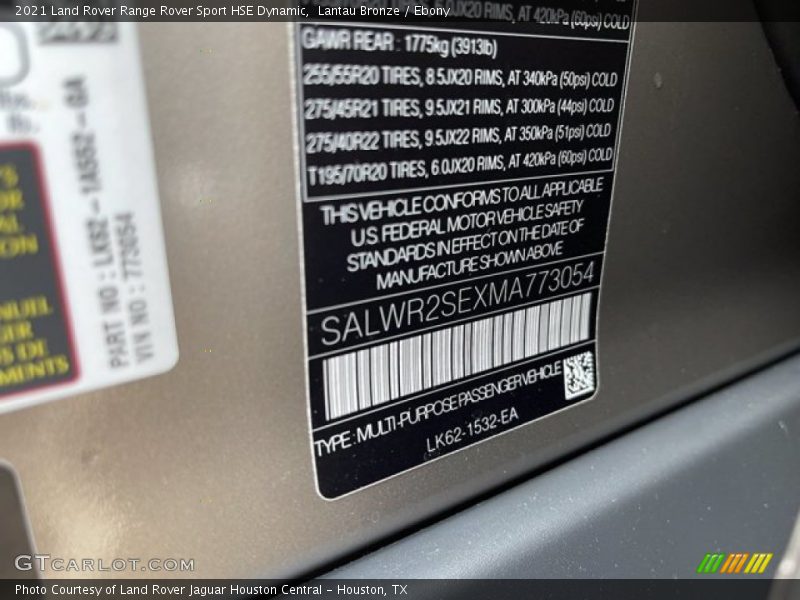 2021 Land Rover Range Rover Sport HSE Dynamic,  Lantau Bronze / Ebony
RIMS, AT 420kPa (60psi) COLD
GAWR REAR : 1775kg (3913lb)
255/55R20 TIRES, 8.5JX20 RIMS, AT 340kPa (50psi) COLD
275/45R21 TIRES, 9.5JX21 RIMS, AT 300kPa (44psi) COLD
275/40R22 TIRES, 9.5JX22 RIMS, AT 350kPa (51psi) COLD
T195/70R20 TIRES, 6.0JX20 RIMS, AT 420kPa (60psi) COLD
THIS VEHICLE CONFORMS TO ALL APPLICABLE
U.S. FEDERAL MOTOR VEHICLE SAFETY
STANDARDS IN EFFECT ON THE DATE OF
MANUFACTURE SHOWN ABOVE
SALWR2SEXMA773054
TYPE : MULTI-PURPOSE PASSENGER VEHICLE
LK62-1532-EA
PART NO : LK62-1A552-GA
VIN NO : 773054
GTCARLOT.COM
Photo Courtesy of Land Rover Jaguar Houston Central - Houston, TX